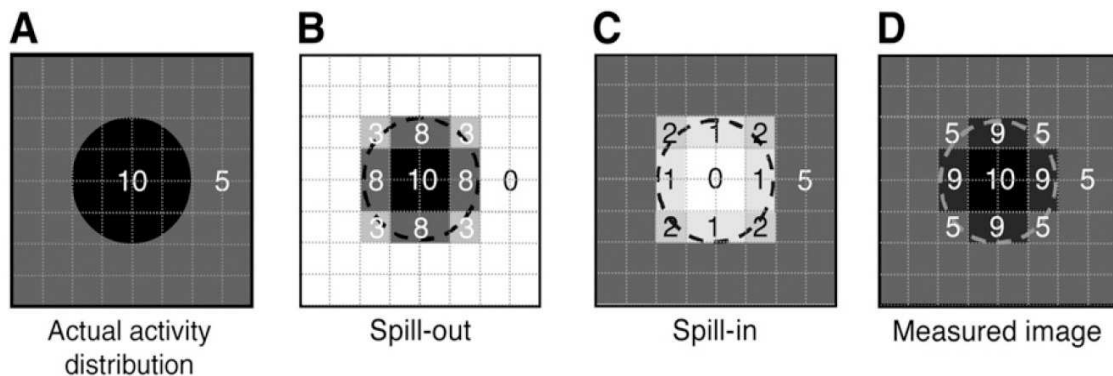 A B C D
3 8 3 2 1 2 5 9 5
10 5 8 10 8 0 1 0 1 5 9 10 9 5
3 8 3 2 1 2 5 9 5
Actual activity Spill-out Spill-in Measured image
distribution